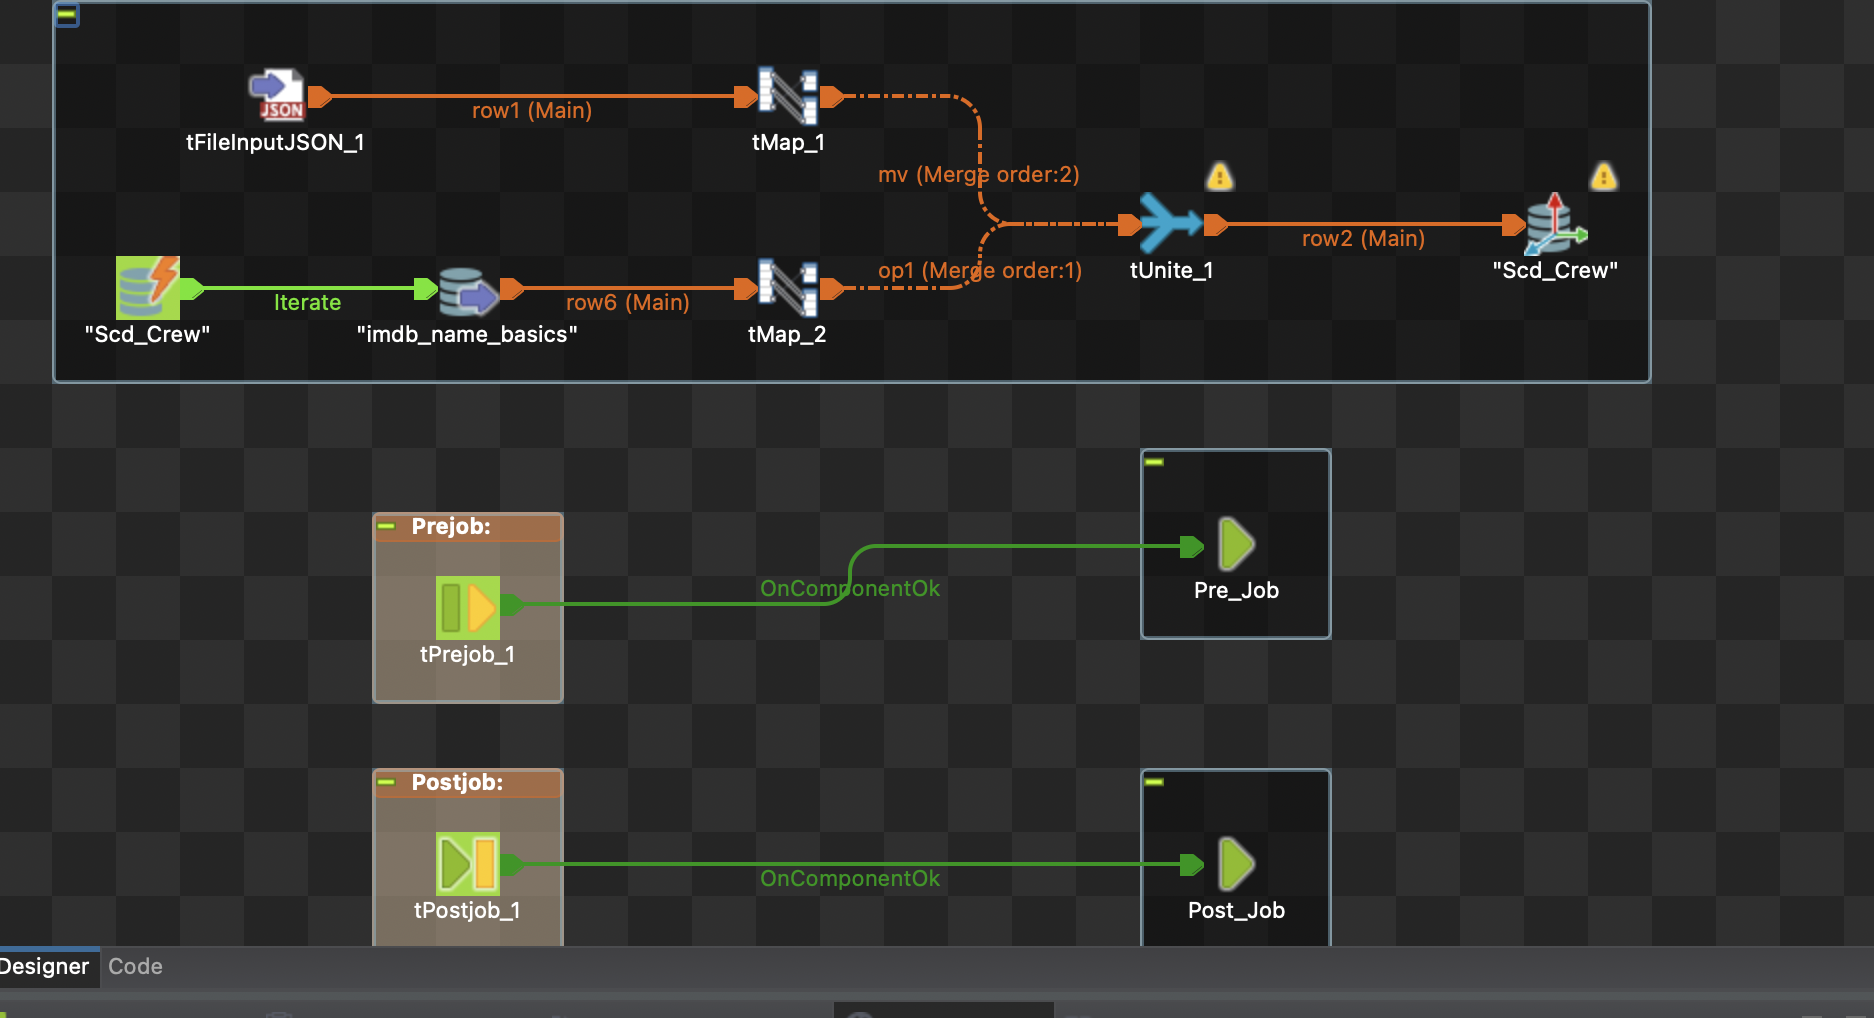 JSON
row1 (Main)
tFileInputJSON_1
tMap_1
mv (Merge order:2)
row2 (Main)
op1 (Merge order:1)
tUnite_1
"Scd_Crew"
Iterate
row6 (Main)
"Scd_Crew"
"imdb_name_basics"
tMap_2
Prejob:
OnComponentOk
Pre_Job
tPrejob_1
Postjob:
OnComponentOk
tPostjob_1
Post_Job
Designer
Code